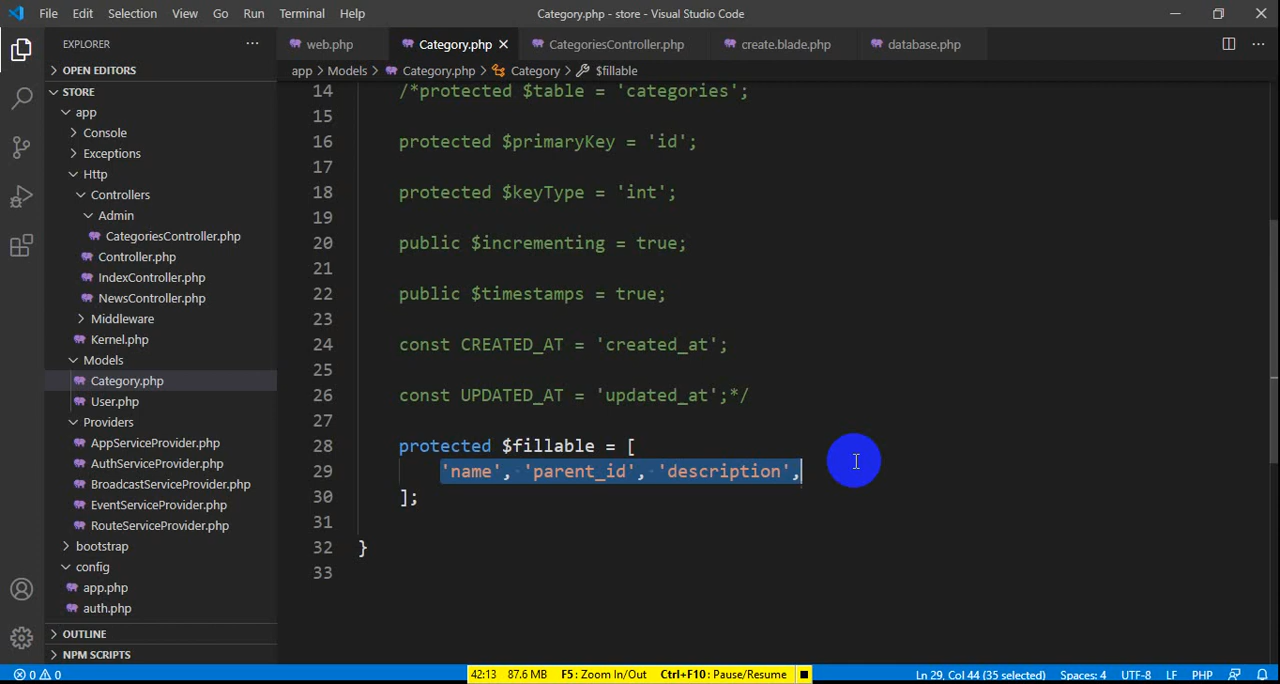 File Edit Selection View Go Run Terminal Help
Category.php - store - Visual Studio Code
EXPLORER
web.php
Category.php
CategoriesController.php
create.blade.php
database.php
OPEN EDITORS
app > Models > Category.php > Category > $fillable
STORE
app
Console
Exceptions
Http
Controllers
Admin
CategoriesController.php
Controller.php
IndexController.php
NewsController.php
Middleware
Kernel.php
Models
Category.php
User.php
Providers
AppServiceProvider.php
AuthServiceProvider.php
BroadcastServiceProvider.php
EventServiceProvider.php
RouteServiceProvider.php
bootstrap
config
app.php
auth.php
OUTLINE
NPM SCRIPTS
14 /*protected $table = 'categories';
15
16 protected $primaryKey = 'id';
17
18 protected $keyType = 'int';
19
20 public $incrementing = true;
21
22 public $timestamps = true;
23
24 const CREATED_AT = 'created_at';
25
26 const UPDATED_AT = 'updated_at';*/
27
28 protected $fillable = [
29 'name', 'parent_id', 'description',
30 ];
31
32 }
33
0 0
42:13 87.6 MB F5: Zoom In/Out Ctrl+F10: Pause/Resume
Ln 29, Col 44 (35 selected) Spaces: 4 UTF-8 LF PHP